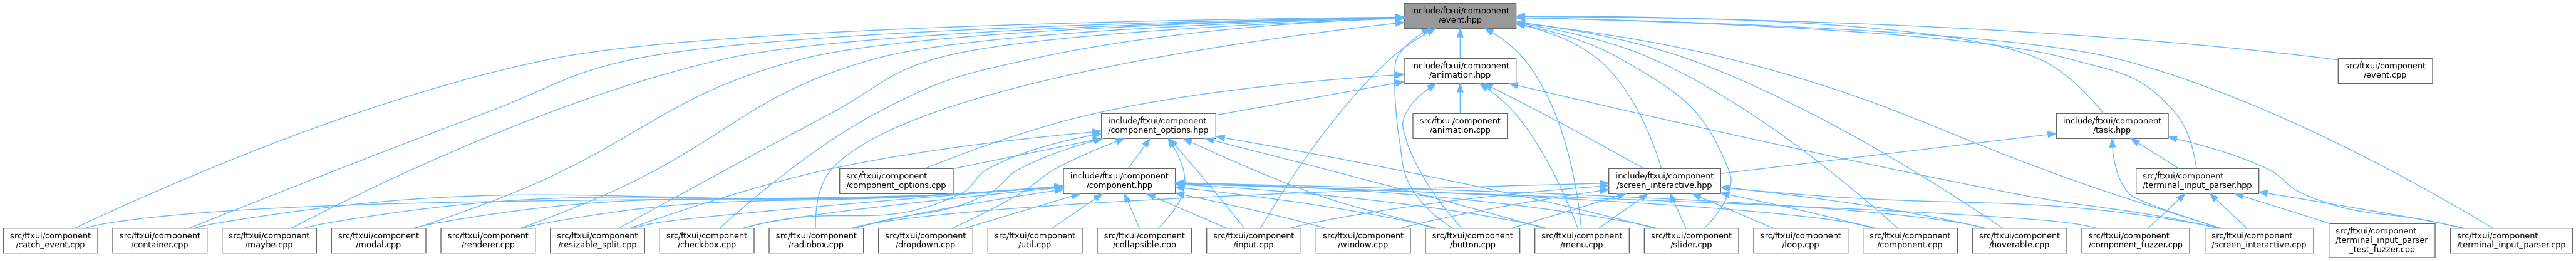 include/ftxui/component
/event.hpp
include/ftxui/component
/animation.hpp
src/ftxui/component
/event.cpp
include/ftxui/component
/component_options.hpp
src/ftxui/component
/animation.cpp
include/ftxui/component
/task.hpp
src/ftxui/component
/component_options.cpp
include/ftxui/component
/component.hpp
include/ftxui/component
/screen_interactive.hpp
src/ftxui/component
/terminal_input_parser.hpp
src/ftxui/component
/catch_event.cpp
src/ftxui/component
/container.cpp
src/ftxui/component
/maybe.cpp
src/ftxui/component
/modal.cpp
src/ftxui/component
/renderer.cpp
src/ftxui/component
/resizable_split.cpp
src/ftxui/component
/checkbox.cpp
src/ftxui/component
/radiobox.cpp
src/ftxui/component
/dropdown.cpp
src/ftxui/component
/util.cpp
src/ftxui/component
/collapsible.cpp
src/ftxui/component
/input.cpp
src/ftxui/component
/window.cpp
src/ftxui/component
/button.cpp
src/ftxui/component
/menu.cpp
src/ftxui/component
/slider.cpp
src/ftxui/component
/loop.cpp
src/ftxui/component
/component.cpp
src/ftxui/component
/hoverable.cpp
src/ftxui/component
/component_fuzzer.cpp
src/ftxui/component
/screen_interactive.cpp
src/ftxui/component
/terminal_input_parser
_test_fuzzer.cpp
src/ftxui/component
/terminal_input_parser.cpp